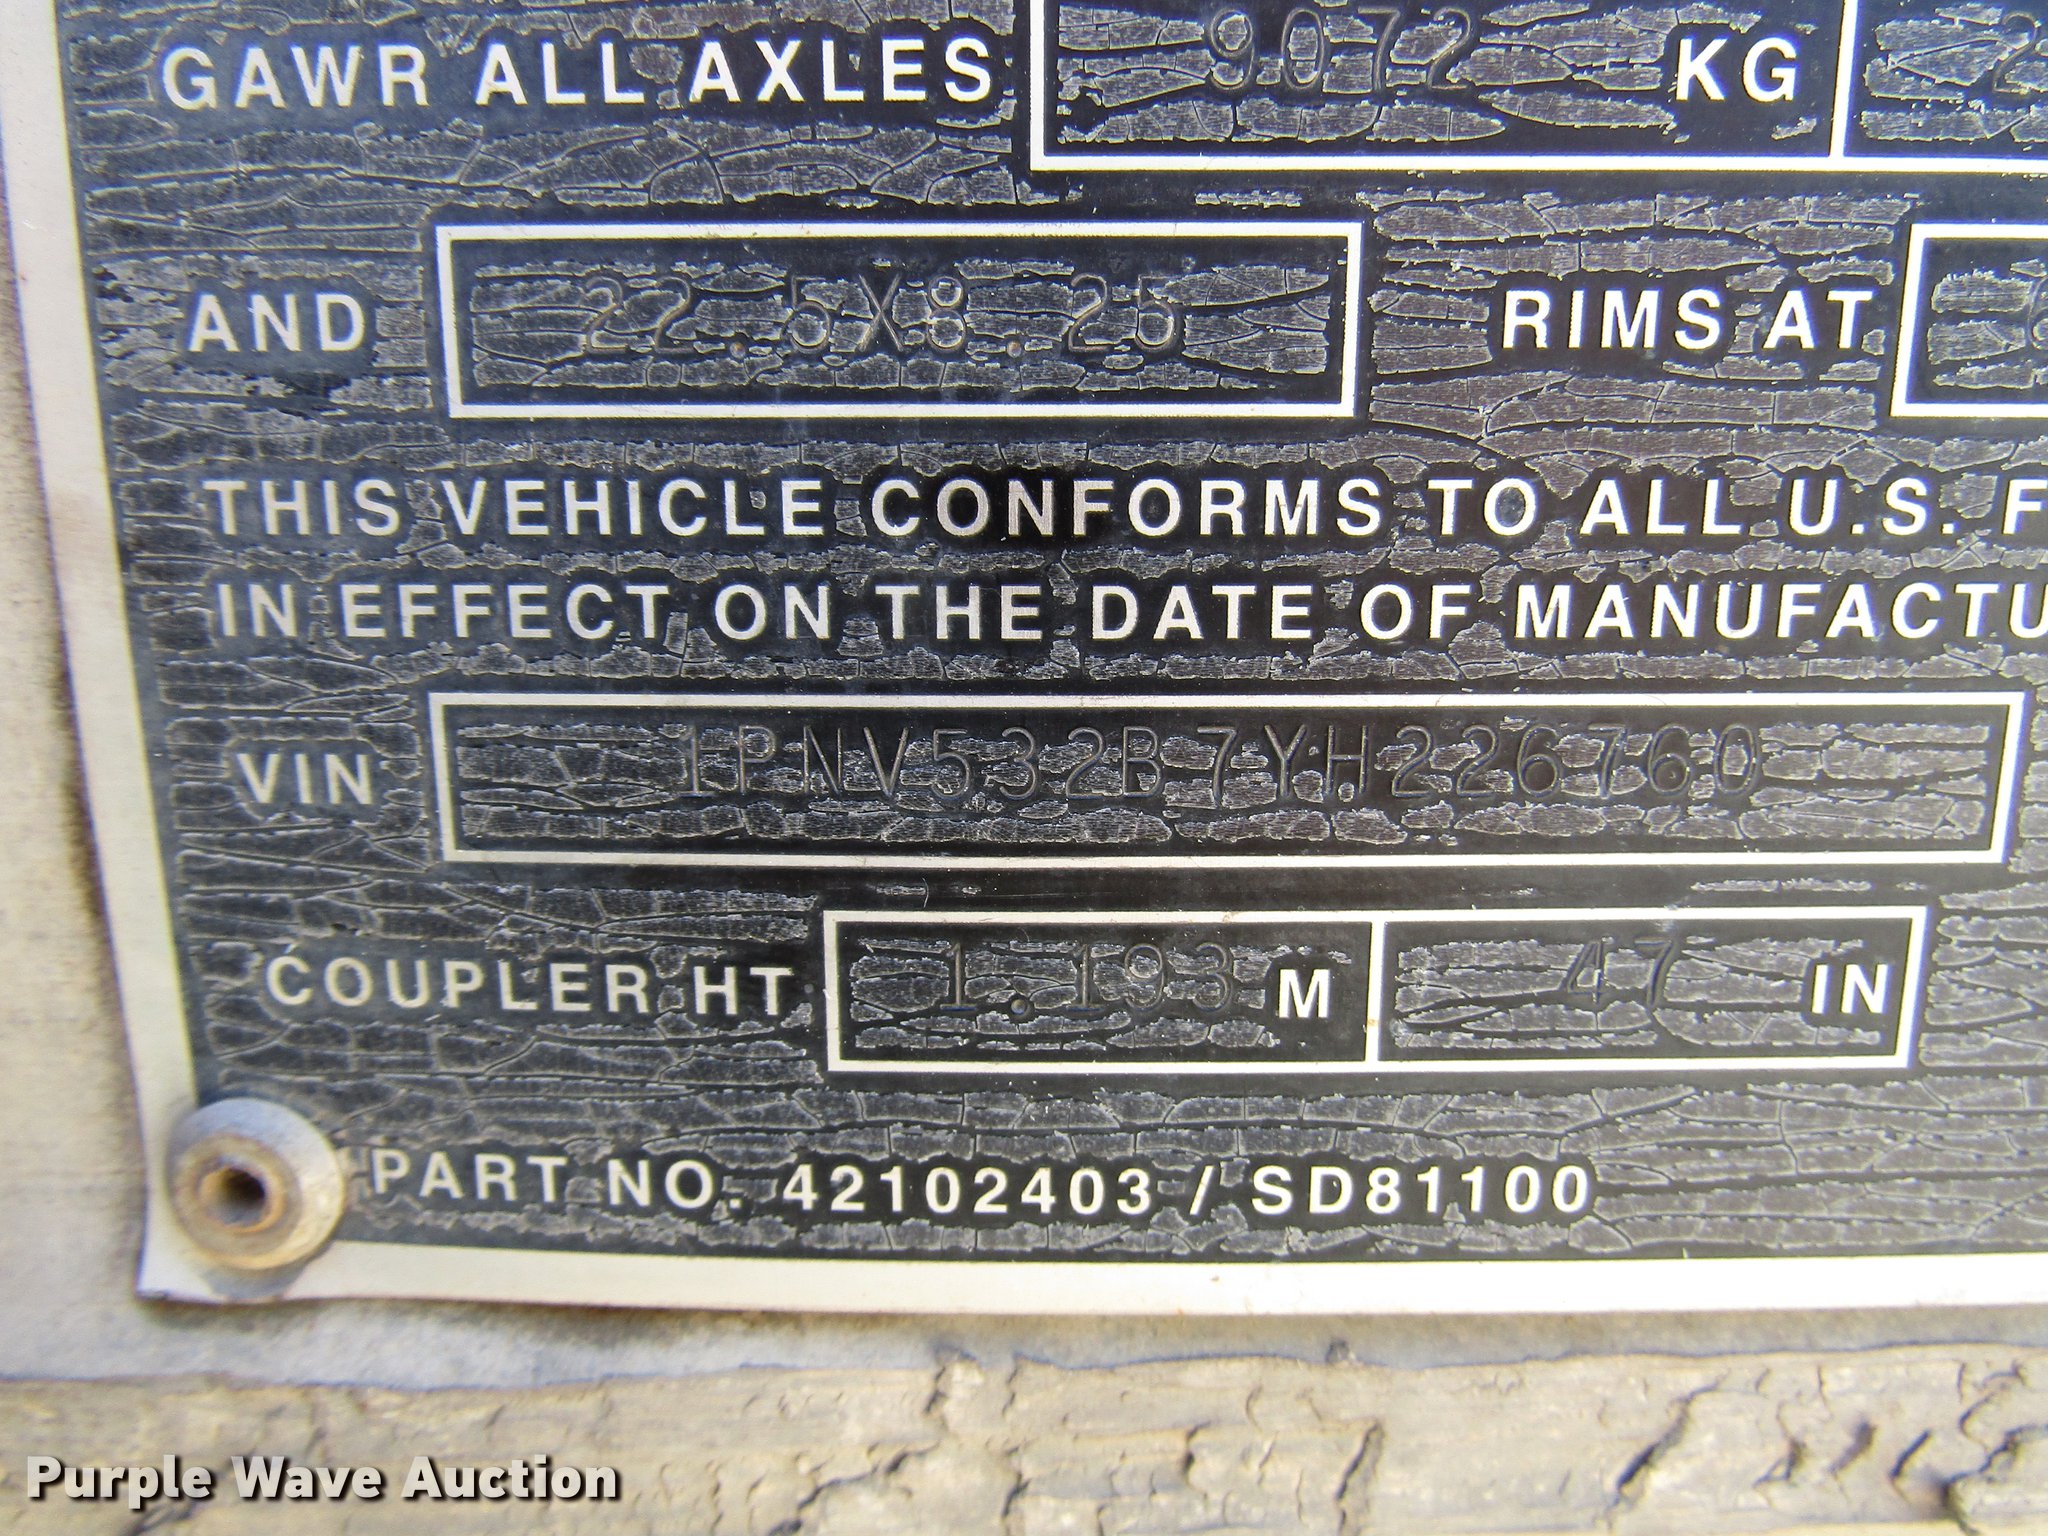 GAWR ALL AXLES 9072 KG 2
AND 22.5X8.25 RIMS AT 6
THIS VEHICLE CONFORMS TO ALL U.S. F
IN EFFECT ON THE DATE OF MANUFACTU
VIN 1PNV532B7YH226760
COUPLER HT 1.193 M 47 IN
PART NO. 42102403 / SD81100
Purple Wave Auction